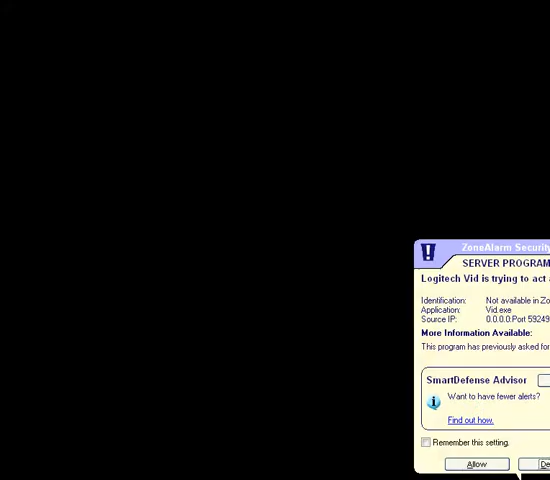 ZoneAlarm Security
SERVER PROGRAM
Logitech Vid is trying to act
Identification: Not available in Zo
Application: Vid.exe
Source IP: 0.0.0.0:Port 59249
More Information Available:
This program has previously asked for
SmartDefense Advisor
Want to have fewer alerts?
Find out how.
Remember this setting.
Allow De